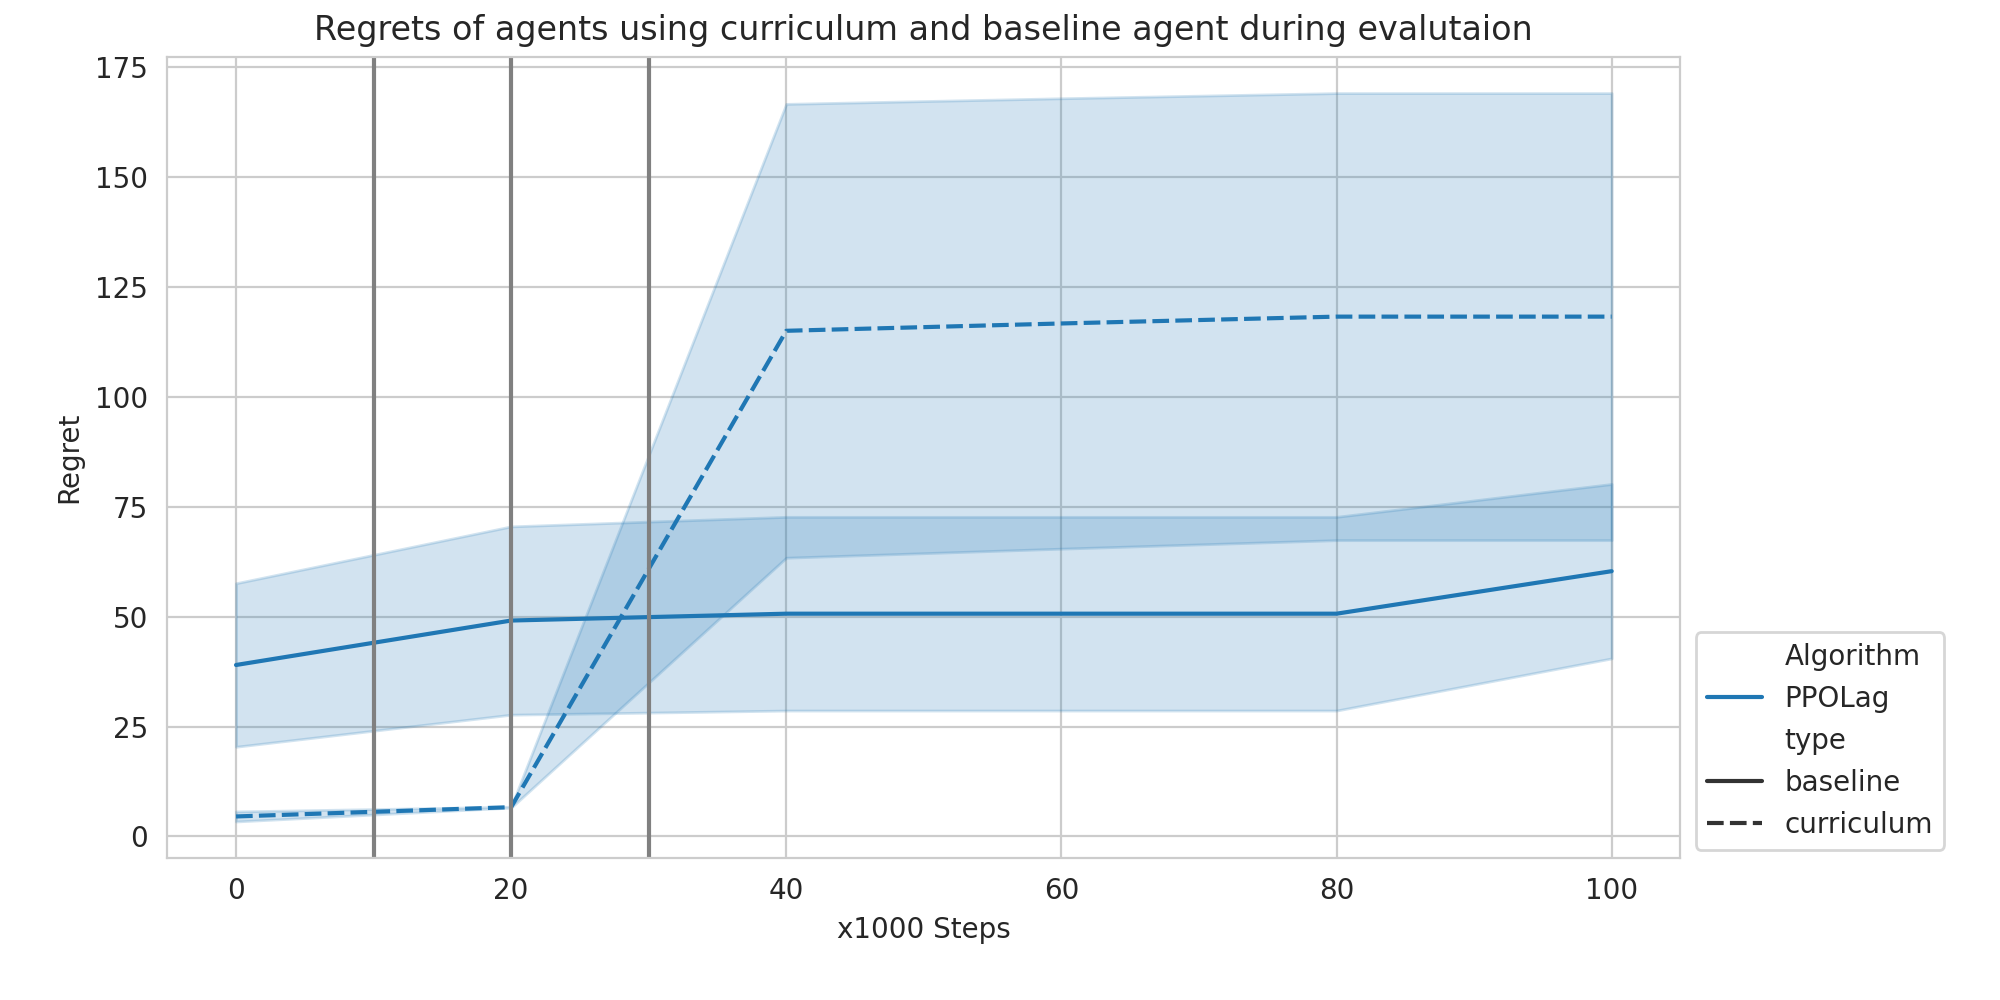 Regrets of agents using curriculum and baseline agent during evalutaion
175
150
125
100
75
50
25
0
Regret
0 20 40 60 80 100
x1000 Steps
Algorithm
PPOLag
type
baseline
curriculum